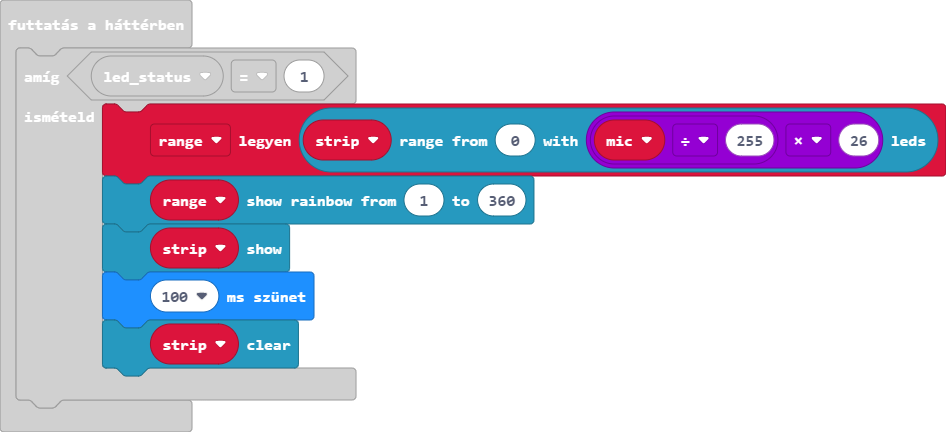 futtatás a háttérben
amíg led_status = 1
ismételd
range legyen strip range from 0 with mic ÷ 255 × 26 leds
range show rainbow from 1 to 360
strip show
100 ms szünet
strip clear